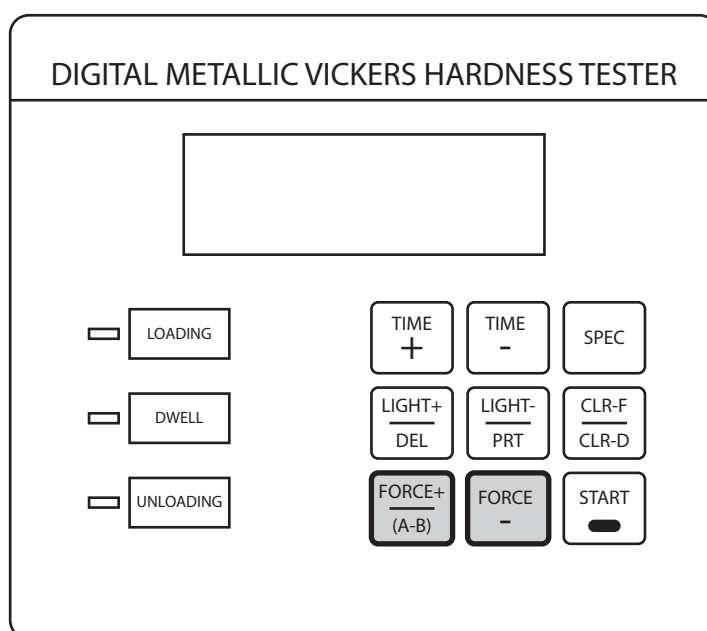 DIGITAL METALLIC VICKERS HARDNESS TESTER
LOADING
DWELL
UNLOADING
TIME
+
TIME
-
SPEC
LIGHT+
DEL
LIGHT-
PRT
CLR-F
CLR-D
FORCE+
(A-B)
FORCE
-
START